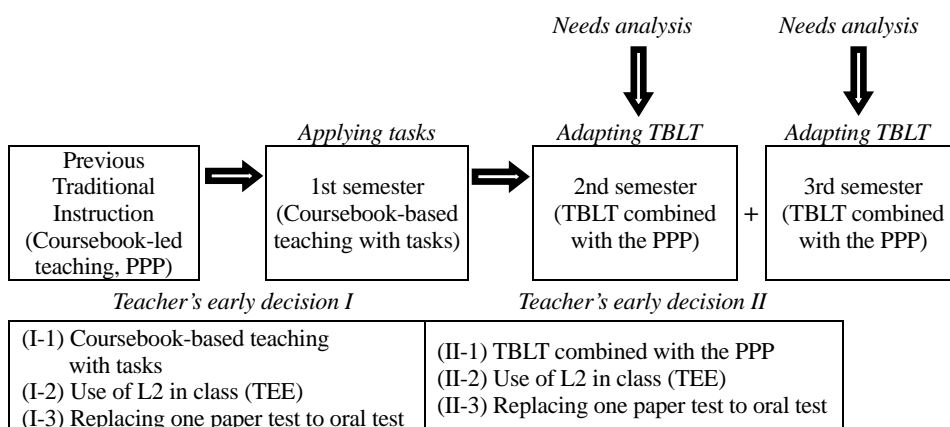 Needs analysis
Needs analysis
Applying tasks
Adapting TBLT
Adapting TBLT
Previous
Traditional
Instruction
(Coursebook-led
teaching, PPP)
1st semester
(Coursebook-based
teaching with tasks)
2nd semester
(TBLT combined
with the PPP)
+
3rd semester
(TBLT combined
with the PPP)
Teacher's early decision I
Teacher's early decision II
(I-1) Coursebook-based teaching
with tasks
(I-2) Use of L2 in class (TEE)
(I-3) Replacing one paper test to oral test
(II-1) TBLT combined with the PPP
(II-2) Use of L2 in class (TEE)
(II-3) Replacing one paper test to oral test